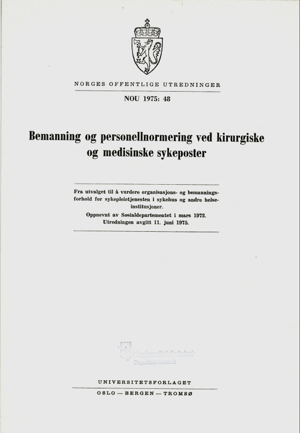 NORGES OFFENTLIGE UTREDNINGER
NOU 1975: 48
Bemanning og personellnormering ved kirurgiske
og medisinske sykeposter
Fra utvalget til å vurdere organisasjons- og bemannings-
forhold for sykepleietjenesten i sykehus og andre helse-
institusjoner.
Oppnevnt av Sosialdepartementet i mars 1972.
Utredningen avgitt 11. juni 1975.
UNIVERSITETSFORLAGET
OSLO — BERGEN — TROMSØ